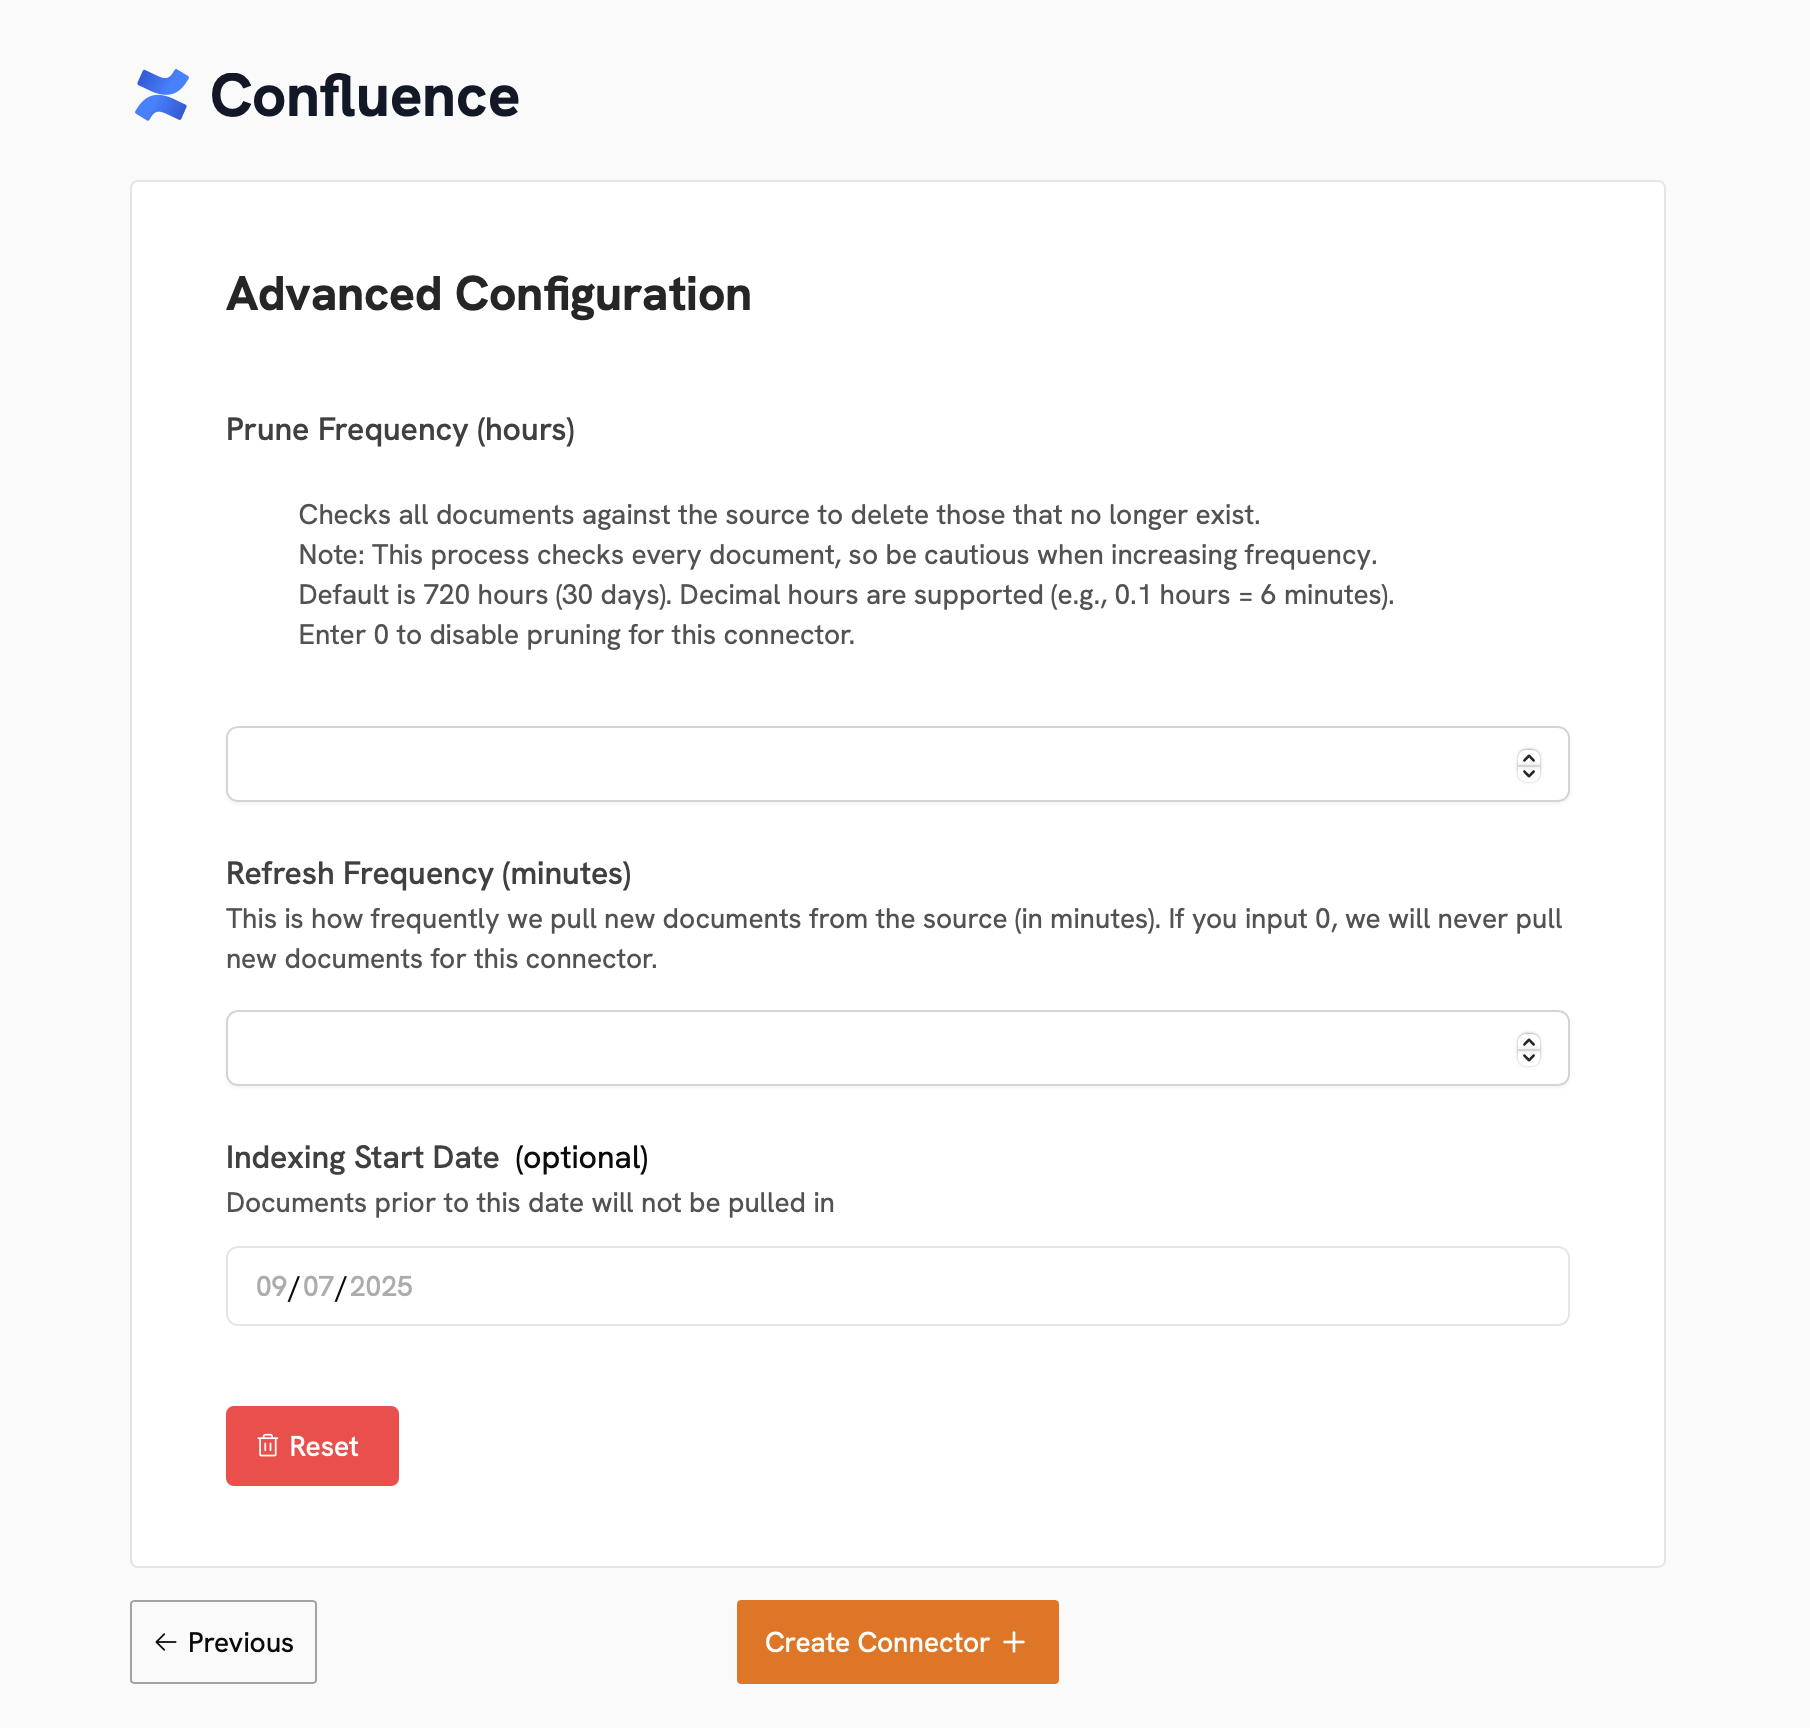 Confluence
Advanced Configuration
Prune Frequency (hours)
Checks all documents against the source to delete those that no longer exist.
Note: This process checks every document, so be cautious when increasing frequency.
Default is 720 hours (30 days). Decimal hours are supported (e.g., 0.1 hours = 6 minutes).
Enter 0 to disable pruning for this connector.
Refresh Frequency (minutes)
This is how frequently we pull new documents from the source (in minutes). If you input 0, we will never pull
new documents for this connector.
Indexing Start Date (optional)
Documents prior to this date will not be pulled in
09/07/2025
Reset
Previous
Create Connector